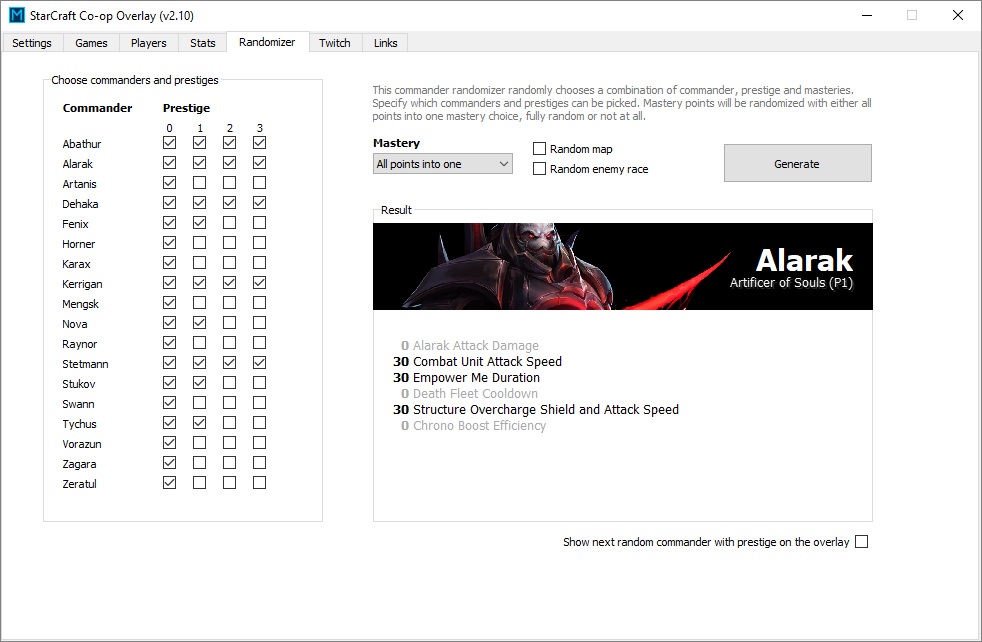 StarCraft Co-op Overlay (v2.10)
Settings Games Players Stats Randomizer Twitch Links
Choose commanders and prestiges
Commander Prestige
0 1 2 3
Abathur
Alarak
Artanis
Dehaka
Fenix
Horner
Karax
Kerrigan
Mengsk
Nova
Raynor
Stetmann
Stukov
Swann
Tychus
Vorazun
Zagara
Zeratul
This commander randomizer randomly chooses a combination of commander, prestige and masteries.
Specify which commanders and prestiges can be picked. Mastery points will be randomized with either all
points into one mastery choice, fully random or not at all.
Mastery
All points into one
Random map
Random enemy race
Generate
Result
Alarak
Artificer of Souls (P1)
0 Alarak Attack Damage
30 Combat Unit Attack Speed
30 Empower Me Duration
0 Death Fleet Cooldown
30 Structure Overcharge Shield and Attack Speed
0 Chrono Boost Efficiency
Show next random commander with prestige on the overlay